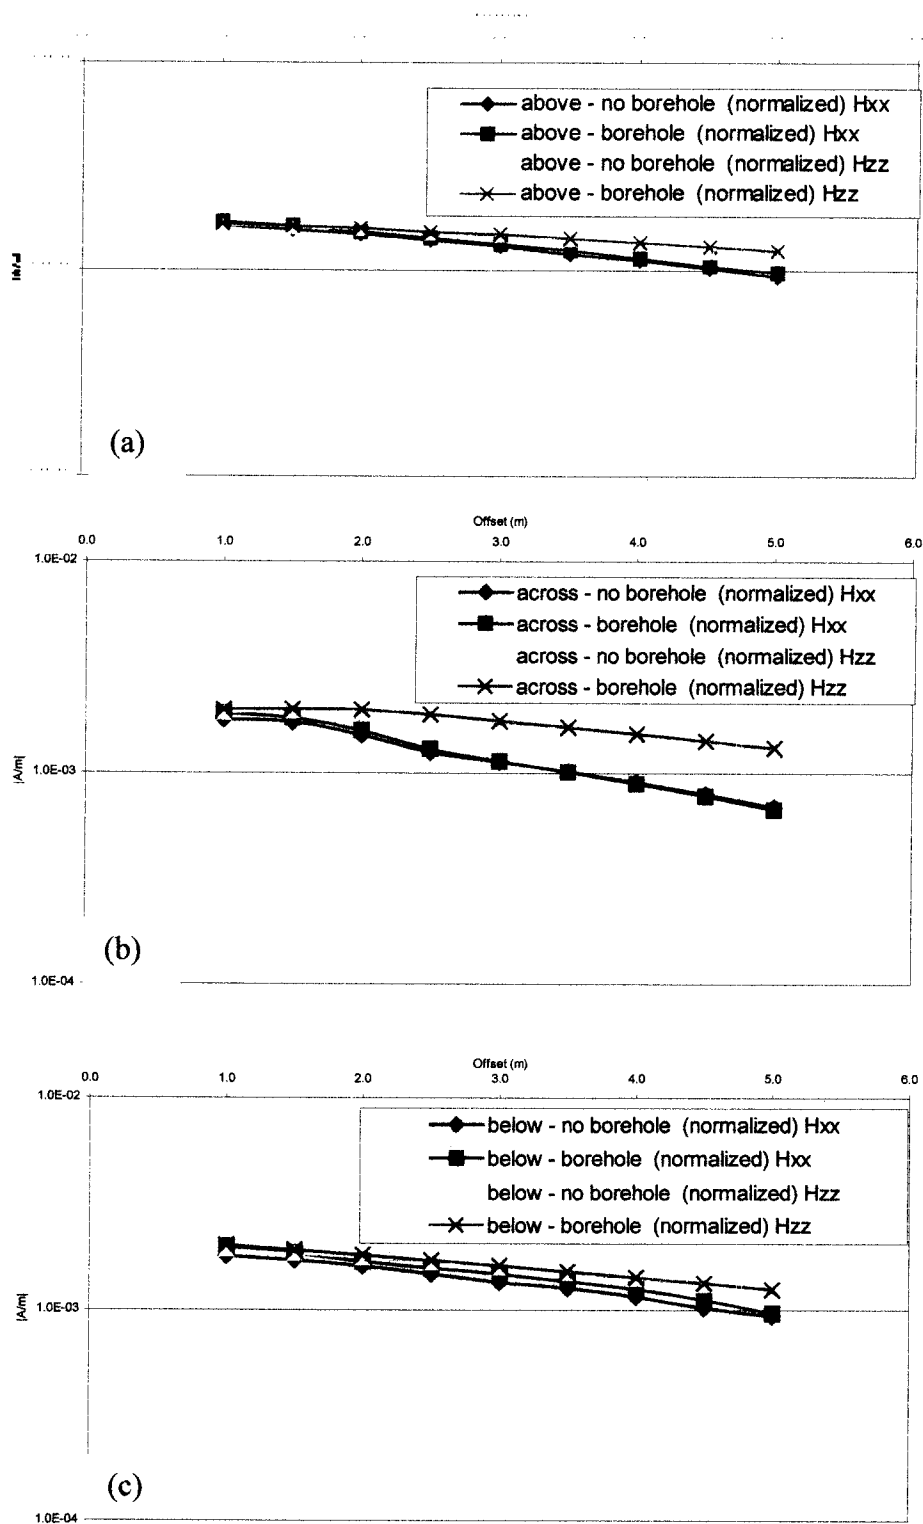 above - no borehole (normalized) Hxx
above - borehole (normalized) Hxx
above - no borehole (normalized) Hzz
above - borehole (normalized) Hzz
(a)
Offset (m)
0.0 1.0 2.0 3.0 4.0 5.0 6.0
1.0E-02
across - no borehole (normalized) Hxx
across - borehole (normalized) Hxx
across - no borehole (normalized) Hzz
across - borehole (normalized) Hzz
|A/m|
1.0E-03
(b)
1.0E-04
Offset (m)
0.0 1.0 2.0 3.0 4.0 5.0 6.0
1.0E-02
below - no borehole (normalized) Hxx
below - borehole (normalized) Hxx
below - no borehole (normalized) Hzz
below - borehole (normalized) Hzz
|A/m|
1.0E-03
(c)
1.0E-04